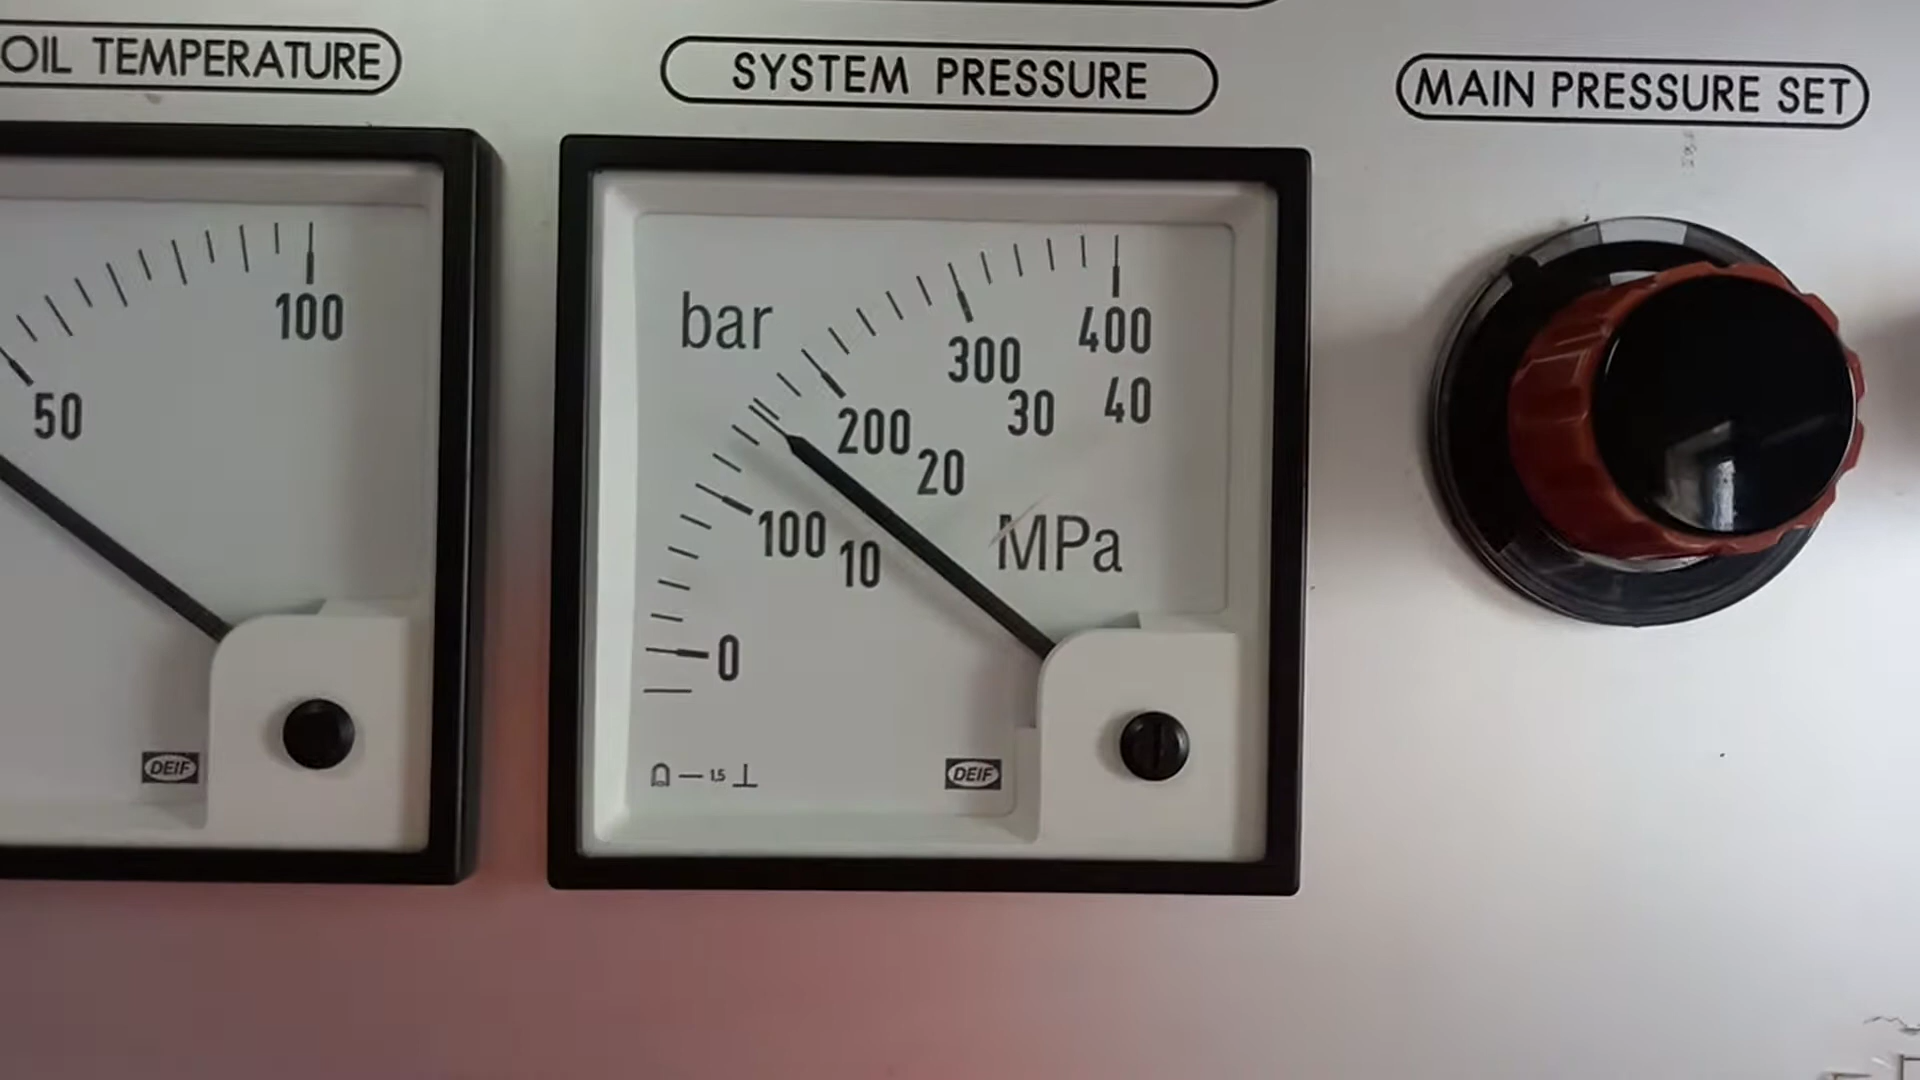 OIL TEMPERATURE
SYSTEM PRESSURE
MAIN PRESSURE SET
100
50
DEIF
bar
400
300
40
30
200
20
MPa
100
10
0
1.5
DEIF